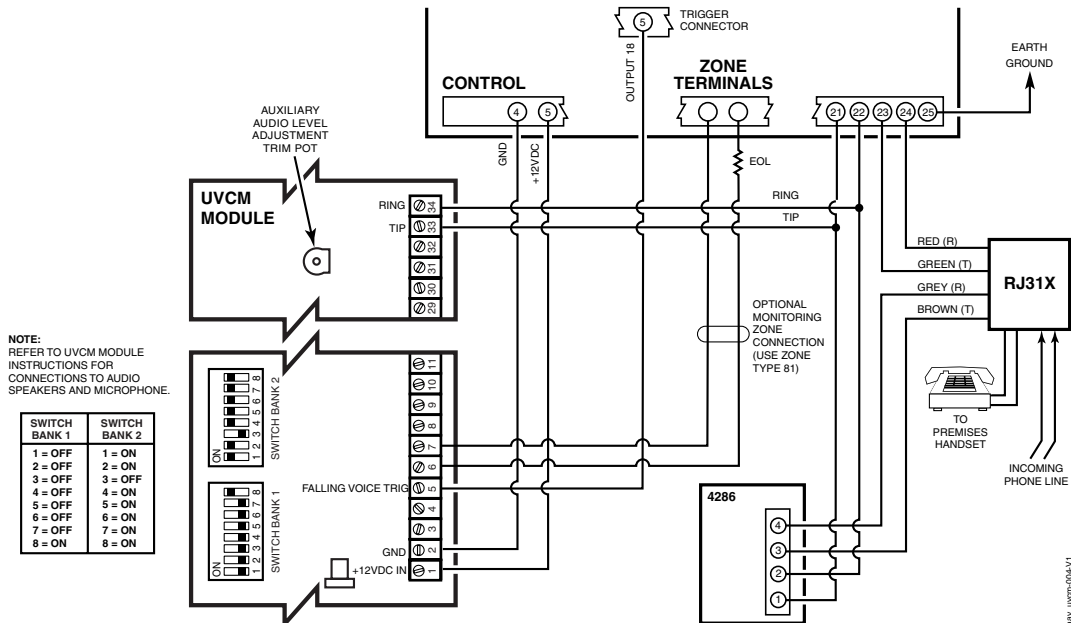 5
TRIGGER
CONNECTOR
OUTPUT 18
EARTH
GROUND
CONTROL
4
5
GND
+12VDC
ZONE
TERMINALS
EOL
21
22
23
24
25
AUXILIARY
AUDIO LEVEL
ADJUSTMENT
TRIM POT
UVCM
MODULE
RING
TIP
34
33
32
31
30
29
RING
TIP
RED (R)
GREEN (T)
GREY (R)
BROWN (T)
RJ31X
OPTIONAL
MONITORING
ZONE
CONNECTION
(USE ZONE
TYPE 81)
TO
PREMISES
HANDSET
INCOMING
PHONE LINE
NOTE:
REFER TO UVCM MODULE
INSTRUCTIONS FOR
CONNECTIONS TO AUDIO
SPEAKERS AND MICROPHONE.
SWITCH BANK 1
SWITCH BANK 2
1 = OFF 1 = ON
2 = OFF 2 = ON
3 = OFF 3 = OFF
4 = OFF 4 = ON
5 = OFF 5 = ON
6 = OFF 6 = ON
7 = OFF 7 = ON
8 = ON 8 = ON
ON
1 2 3 4 5 6 7 8
SWITCH BANK 2
ON
1 2 3 4 5 6 7 8
SWITCH BANK 1
11
10
9
8
7
6
5
4
3
2
1
FALLING VOICE TRIG
GND
+12VDC IN
4286
4
3
2
1